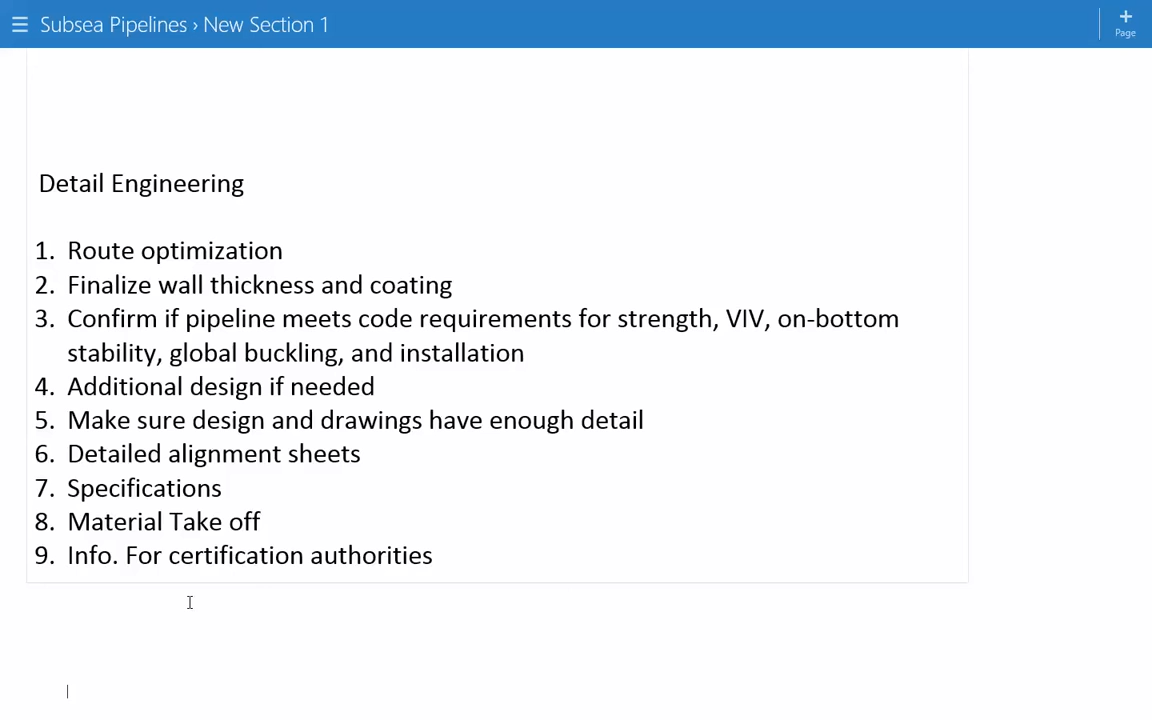 ☰ Subsea Pipelines › New Section 1
+
Page
Detail Engineering
1. Route optimization
2. Finalize wall thickness and coating
3. Confirm if pipeline meets code requirements for strength, VIV, on-bottom
stability, global buckling, and installation
4. Additional design if needed
5. Make sure design and drawings have enough detail
6. Detailed alignment sheets
7. Specifications
8. Material Take off
9. Info. For certification authorities